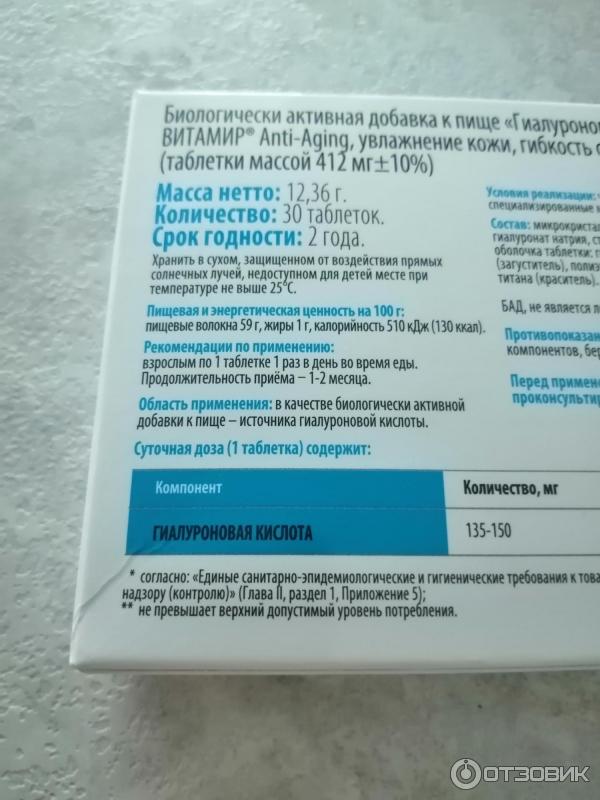 Биологически активная добавка к пище «Гиалуроно
ВИТАМИР® Anti-Aging, увлажнение кожи, гибкость с
(таблетки массой 412 мг±10%)
Масса нетто: 12,36 г.
Количество: 30 таблеток.
Срок годности: 2 года.
Хранить в сухом, защищенном от воздействия прямых
солнечных лучей, недоступном для детей месте при
температуре не выше 25°С.
Пищевая и энергетическая ценность на 100 г:
пищевые волокна 59 г, жиры 1 г, калорийность 510 кДж (130 ккал).
Рекомендации по применению:
взрослым по 1 таблетке 1 раз в день во время еды.
Продолжительность приёма – 1-2 месяца.
Область применения: в качестве биологически активной
добавки к пище – источника гиалуроновой кислоты.
Суточная доза (1 таблетка) содержит:
Условия реализации:
специализированные
Состав: микрокристал
гиалуронат натрия, ст
оболочка таблетки: г
(загуститель), полиэ
титана (краситель).
БАД, не является л
Противопоказан
компонентов, бер
Перед примене
проконсультир
Компонент Количество, мг
ГИАЛУРОНОВАЯ КИСЛОТА 135-150
* согласно: «Единые санитарно-эпидемиологические и гигиенические требования к това
надзору (контролю)» (Глава II, раздел 1, Приложение 5);
** не превышает верхний допустимый уровень потребления.
ОТЗОВИК